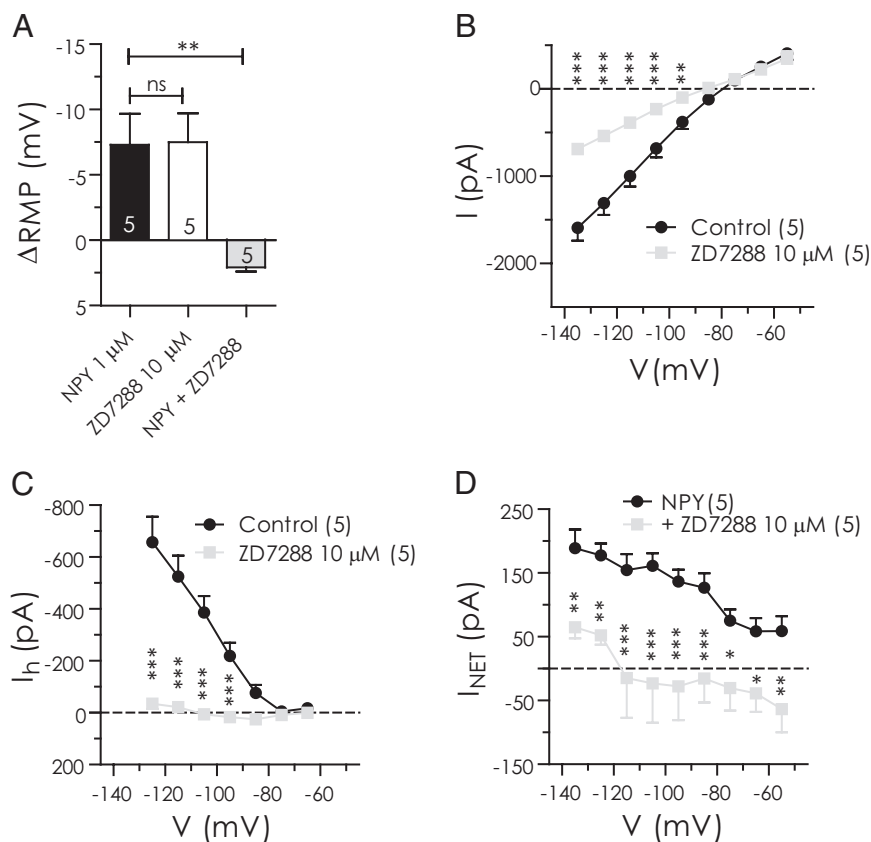 A
-15
-10
-5
0
5
ΔRMP (mV)
**
ns
5
5
5
NPY 1 μM
ZD7288 10 μM
NPY + ZD7288
B
0
-1000
-2000
I (pA)
***
***
***
***
**
Control (5)
ZD7288 10 μM (5)
-140 -120 -100 -80 -60
V (mV)
C
-800
-600
-400
-200
0
200
Ih (pA)
Control (5)
ZD7288 10 μM (5)
***
***
***
***
-140 -120 -100 -80 -60
V (mV)
D
250
150
50
-50
-150
INET (pA)
NPY (5)
+ ZD7288 10 μM (5)
**
**
***
***
***
***
*
*
**
-140 -120 -100 -80 -60
V (mV)